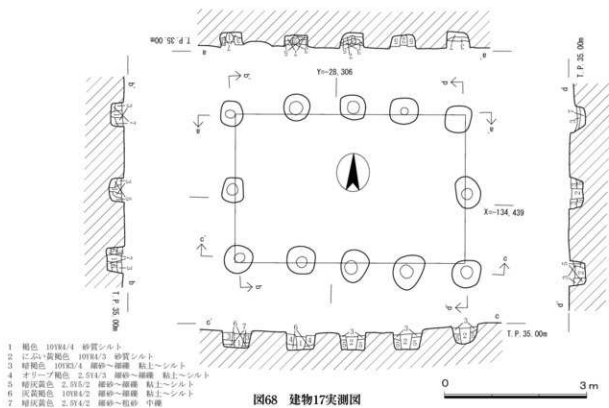 T.P.35.00m
Y=-28,306
T.P.35.00m
X=-134,439
T.P.35.00m
T.P.35.00m
1 褐色 10YR4/4 砂質シルト
2 にぶい黄褐色 10YR4/3 砂質シルト
3 暗褐色 10YR3/4 細砂~細礫 粘土~シルト
4 オリーブ褐色 2.5Y4/3 細砂~細礫 粘土~シルト
5 暗灰黄色 2.5Y5/2 細砂~細礫 粘土~シルト
6 灰黄褐色 10YR4/2 細砂~細礫 粘土~シルト
7 暗灰黄色 2.5Y4/2 細砂~粗砂 中礫
図68 建物17実測図
0 3m